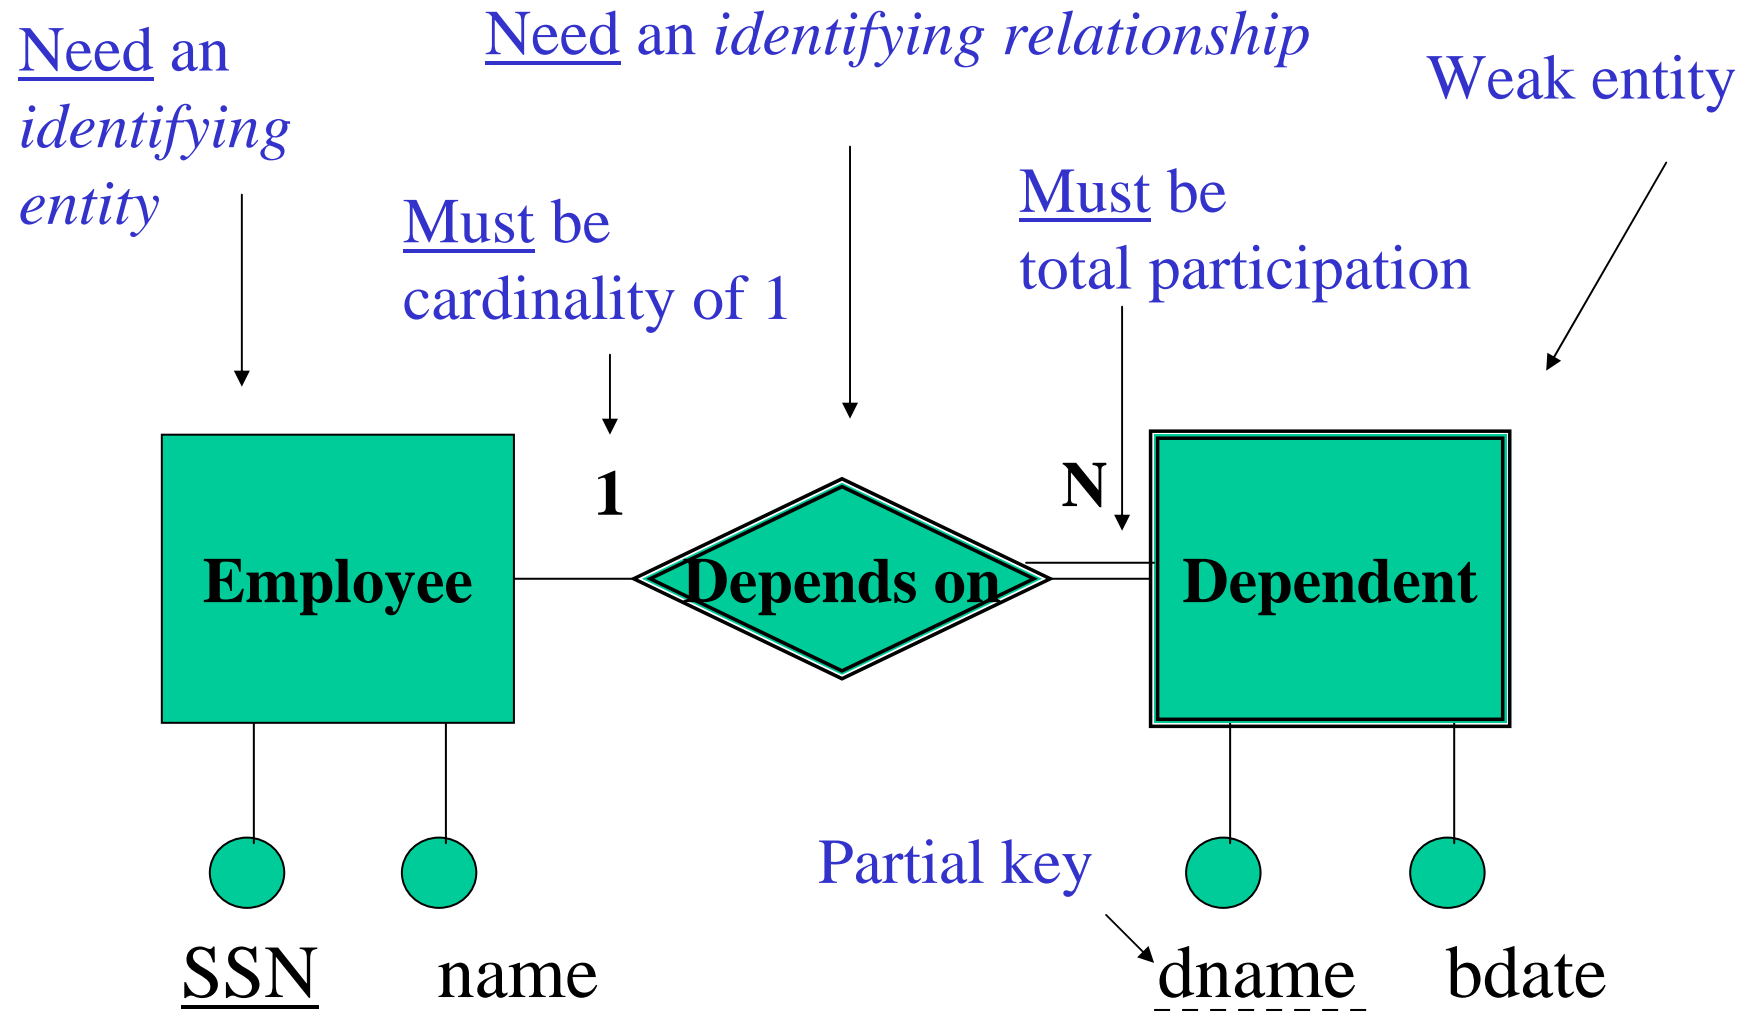 Need an
identifying
entity
Need an identifying relationship
Weak entity
Must be
cardinality of 1
Must be
total participation
1
N
Employee
Depends on
Dependent
Partial key
SSN
name
dname
bdate